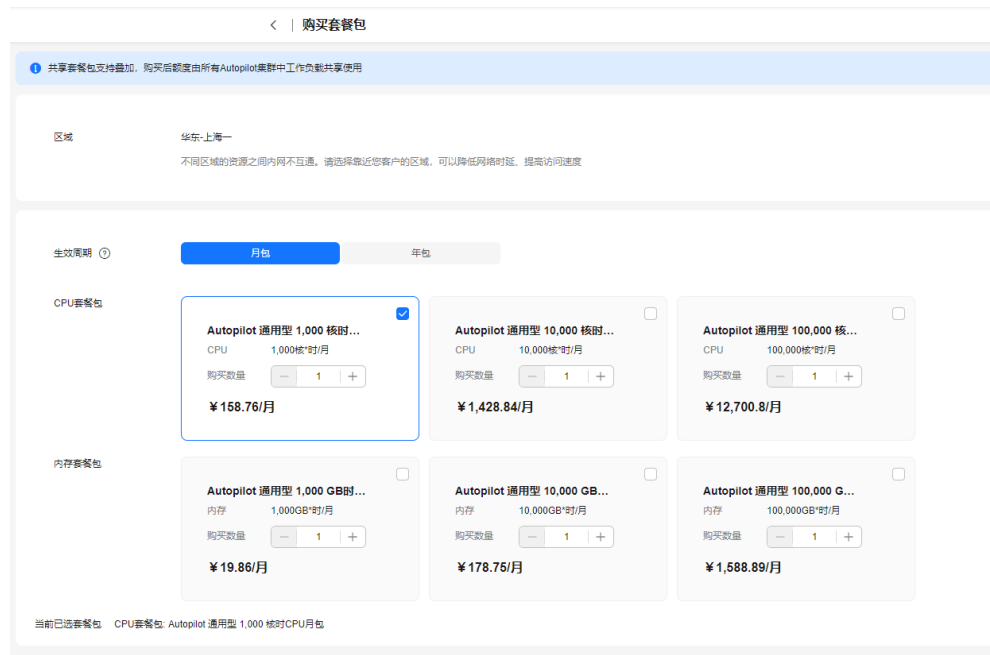 购买套餐包
共享套餐包支持叠加，购买后额度由所有Autopilot集群中工作负载共享使用
区域
华东-上海一
不同区域的资源之间内网不互通。请选择靠近您客户的区域，可以降低网络时延、提高访问速度
生效周期 ?
月包
年包
CPU套餐包
Autopilot 通用型 1,000 核时...
CPU 1,000核*时/月
购买数量 － 1 ＋
￥158.76/月
Autopilot 通用型 10,000 核时...
CPU 10,000核*时/月
购买数量 － 1 ＋
￥1,428.84/月
Autopilot 通用型 100,000 核...
CPU 100,000核*时/月
购买数量 － 1 ＋
￥12,700.8/月
内存套餐包
Autopilot 通用型 1,000 GB时...
内存 1,000GB*时/月
购买数量 － 1 ＋
￥19.86/月
Autopilot 通用型 10,000 GB...
内存 10,000GB*时/月
购买数量 － 1 ＋
￥178.75/月
Autopilot 通用型 100,000 G...
内存 100,000GB*时/月
购买数量 － 1 ＋
￥1,588.89/月
当前已选套餐包 CPU套餐包: Autopilot 通用型 1,000 核时CPU月包